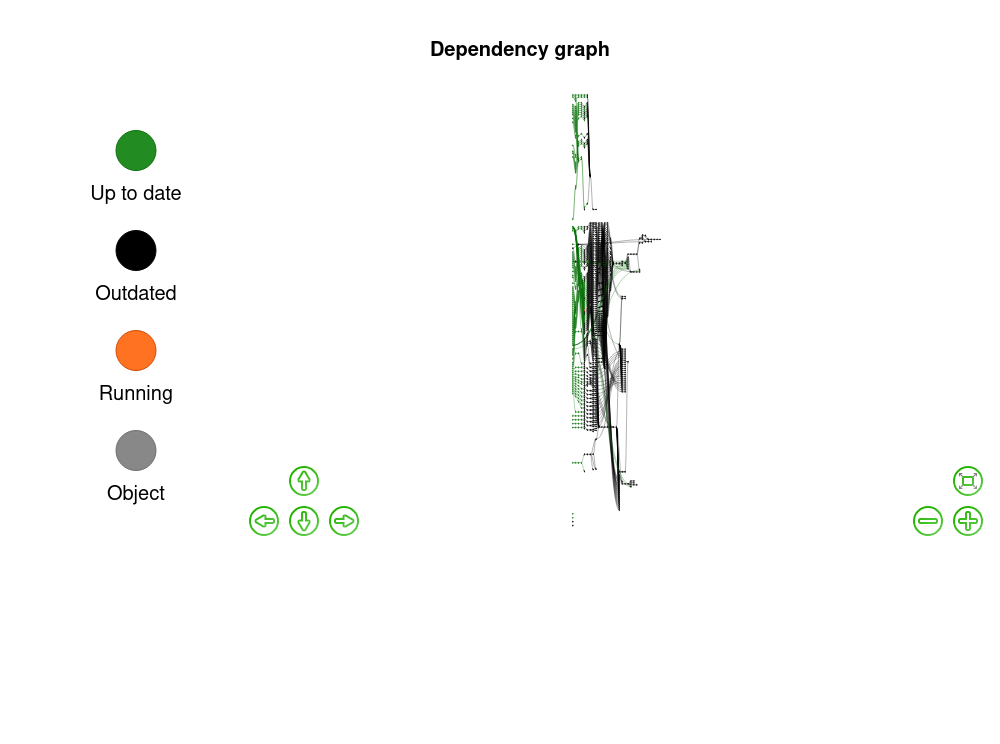 Dependency graph
Up to date
Outdated
Running
Object